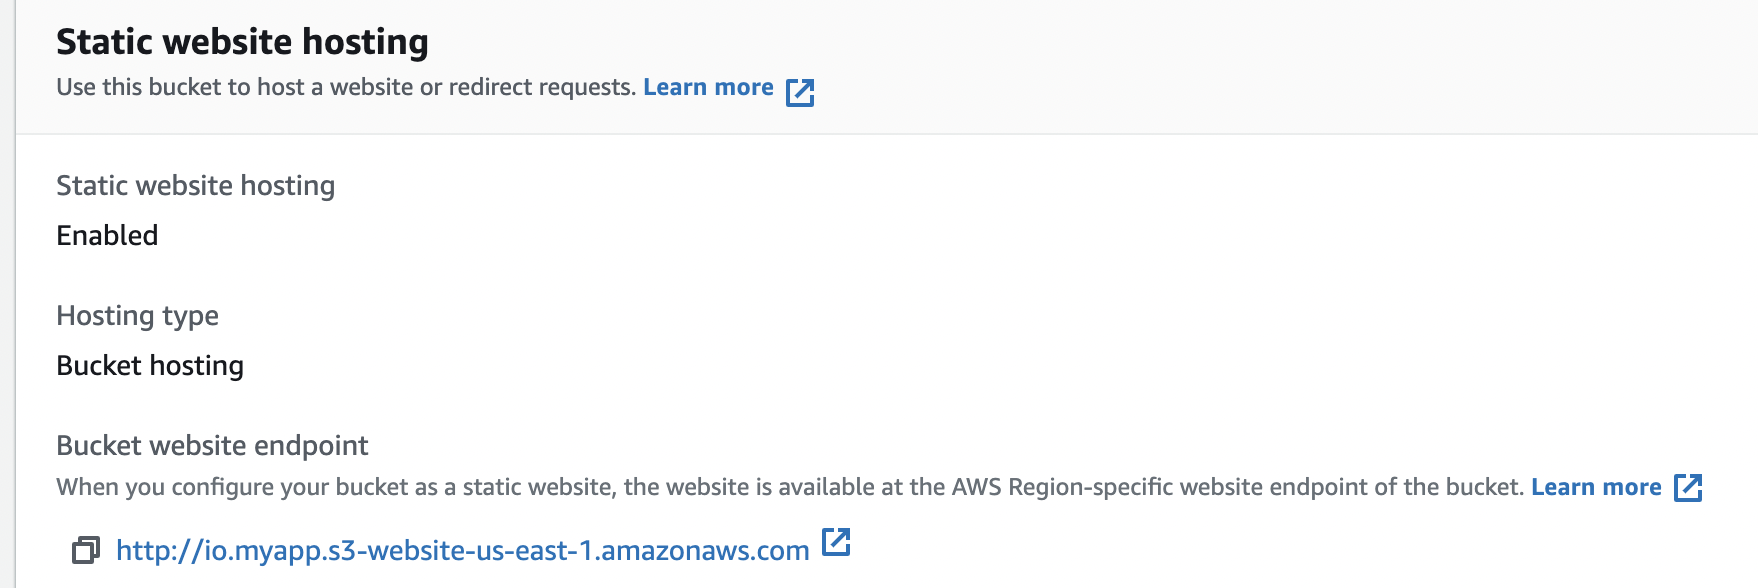 Static website hosting
Use this bucket to host a website or redirect requests. Learn more
Static website hosting
Enabled
Hosting type
Bucket hosting
Bucket website endpoint
When you configure your bucket as a static website, the website is available at the AWS Region-specific website endpoint of the bucket. Learn more
http://io.myapp.s3-website-us-east-1.amazonaws.com